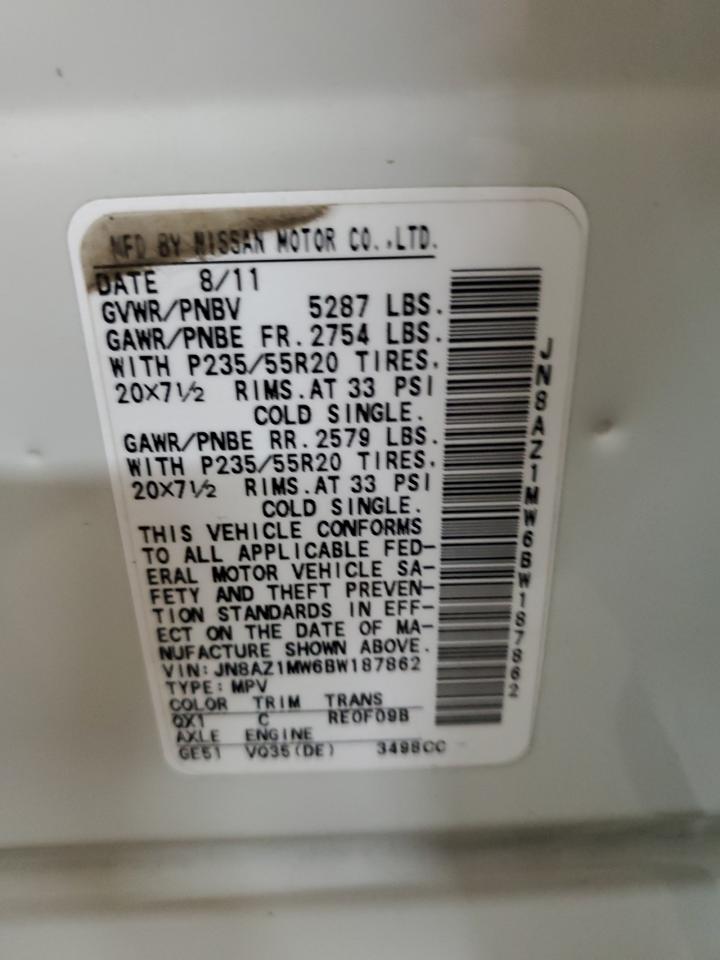 MFD BY NISSAN MOTOR CO.,LTD.
DATE 8/11
GVWR/PNBV 5287 LBS.
GAWR/PNBE FR.2754 LBS.
WITH P235/55R20 TIRES,
20×7½ RIMS.AT 33 PSI
COLD SINGLE.
GAWR/PNBE RR.2579 LBS.
WITH P235/55R20 TIRES,
20×7½ RIMS.AT 33 PSI
COLD SINGLE.
THIS VEHICLE CONFORMS
TO ALL APPLICABLE FED-
ERAL MOTOR VEHICLE SA-
FETY AND THEFT PREVEN-
TION STANDARDS IN EFF-
ECT ON THE DATE OF MA-
NUFACTURE SHOWN ABOVE.
VIN:JN8AZ1MW6BW187862
TYPE:MPV
COLOR TRIM TRANS
QX1 C RE0F09B
AXLE ENGINE
GE51 VQ35(DE) 3498CC
JN8AZ1MW6BW187862